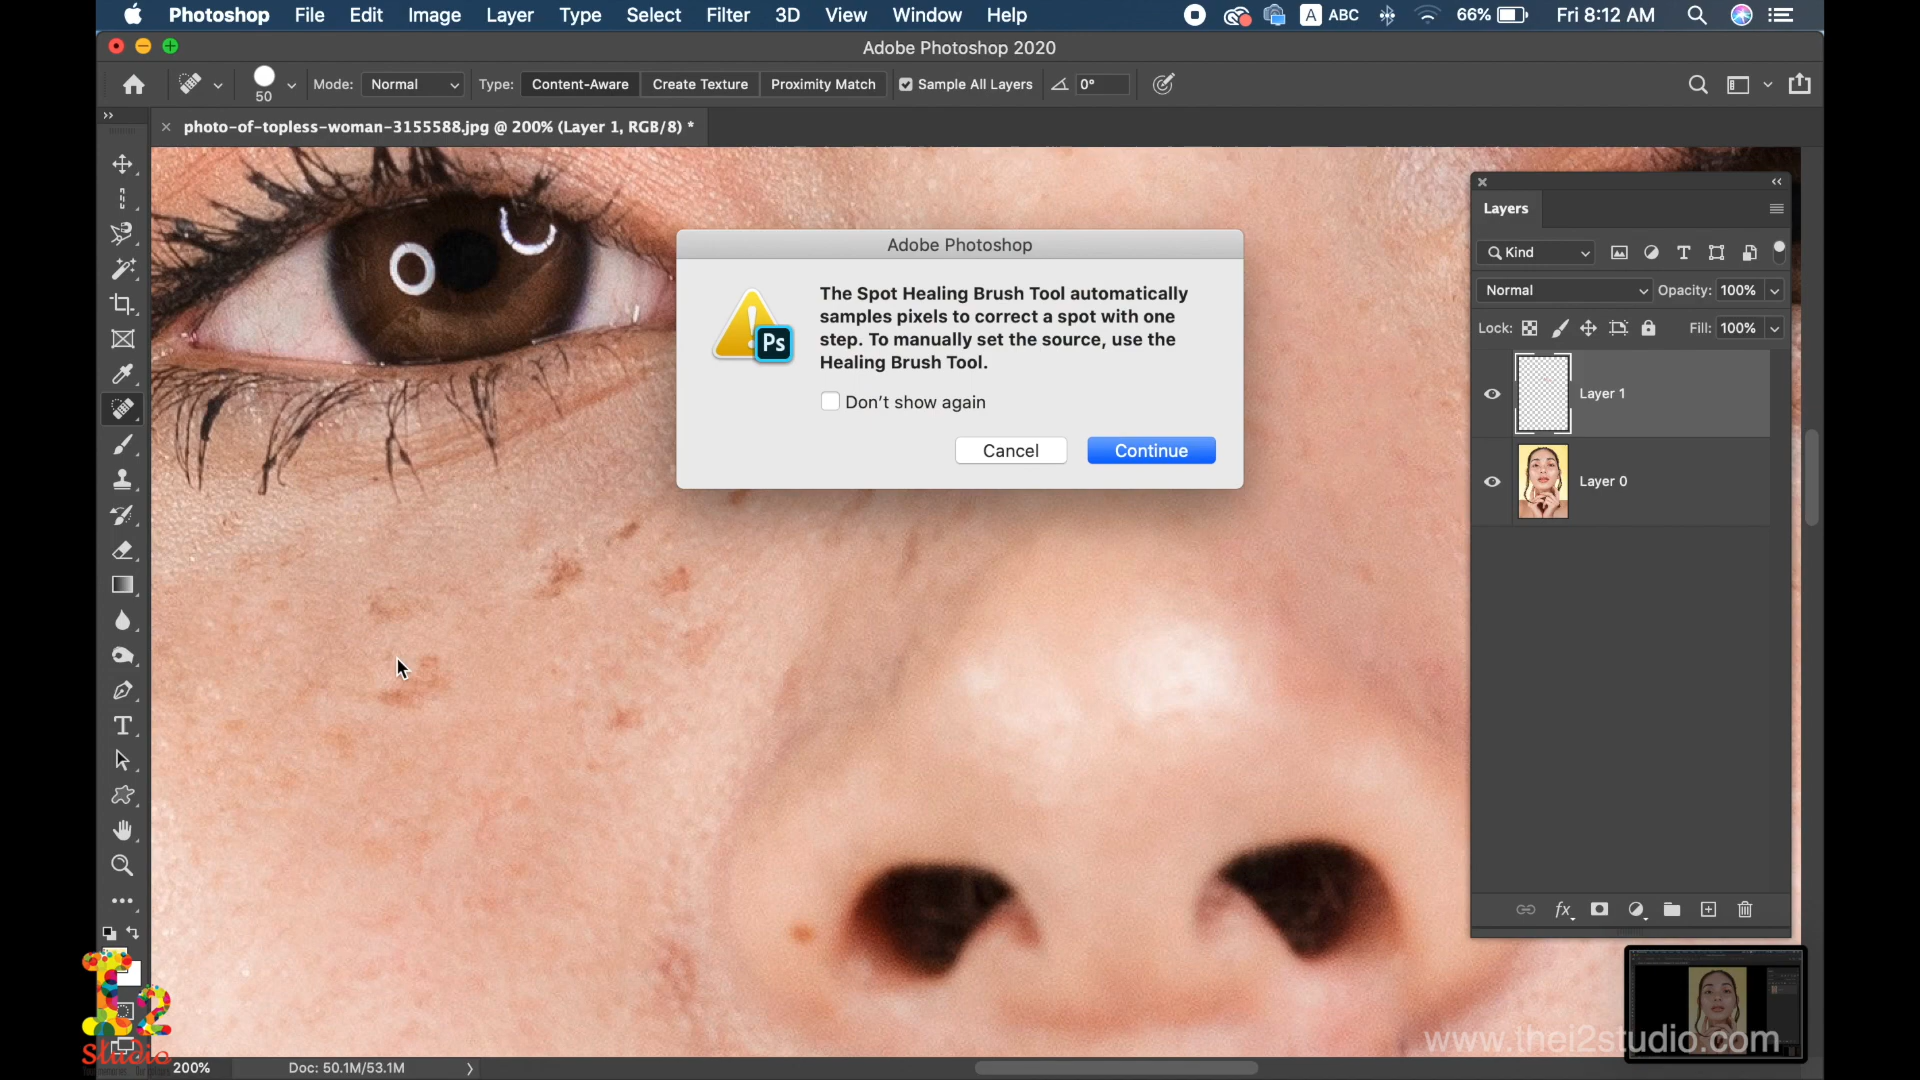 Photoshop File Edit Image Layer Type Select Filter 3D View Window Help A ABC 66% Fri 8:12 AM
Adobe Photoshop 2020
50 Mode: Normal Type: Content-Aware Create Texture Proximity Match Sample All Layers 0°
photo-of-topless-woman-3155588.jpg @ 200% (Layer 1, RGB/8) *
Adobe Photoshop
The Spot Healing Brush Tool automatically
samples pixels to correct a spot with one
step. To manually set the source, use the
Healing Brush Tool.
Ps
Don't show again
Cancel Continue
Layers
Kind
Normal Opacity: 100%
Lock: Fill: 100%
Layer 1
Layer 0
fx
I2
Studio
www.thei2studio.com
200% Doc: 50.1M/53.1M